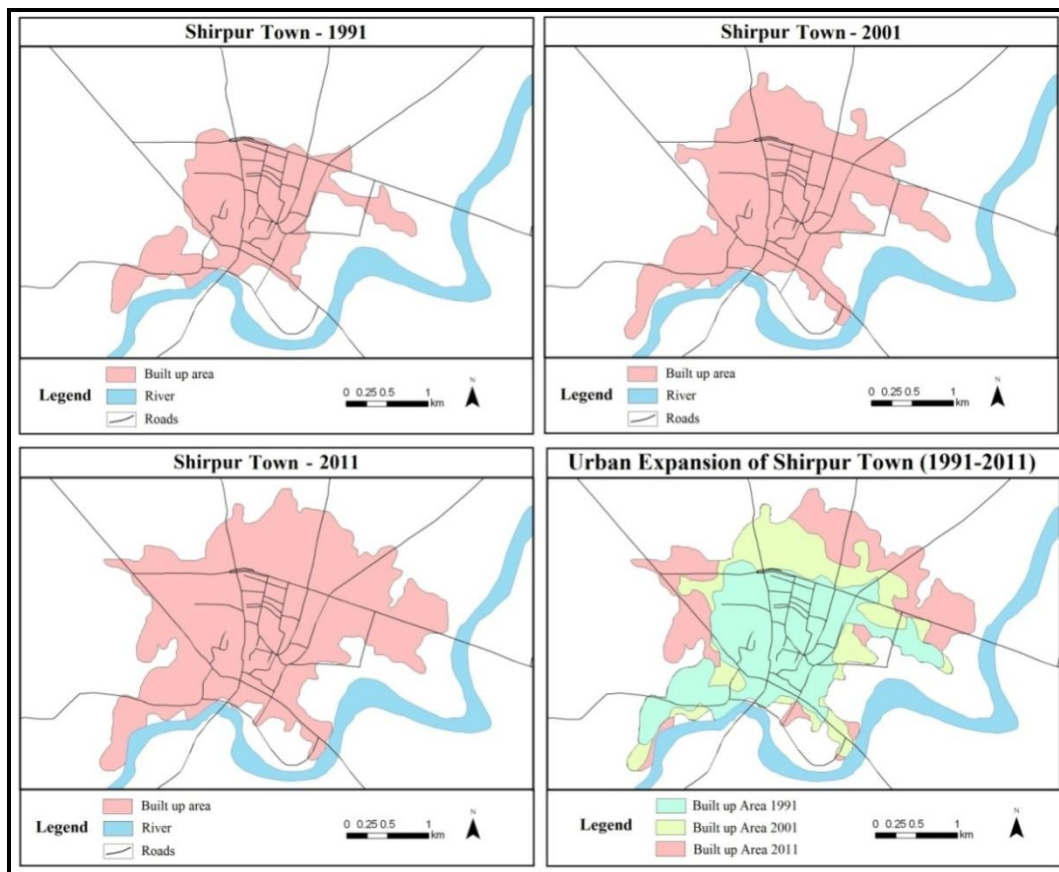 Shirpur Town - 1991
Built up area
Legend
River
Roads
0 0.25 0.5 1
km
N
Shirpur Town - 2001
Built up area
Legend
River
Roads
0 0.25 0.5 1
km
N
Shirpur Town - 2011
Built up area
Legend
River
Roads
0 0.25 0.5 1
km
N
Urban Expansion of Shirpur Town (1991-2011)
Built up Area 1991
Legend
Built up Area 2001
Built up Area 2011
0 0.25 0.5 1
km
N